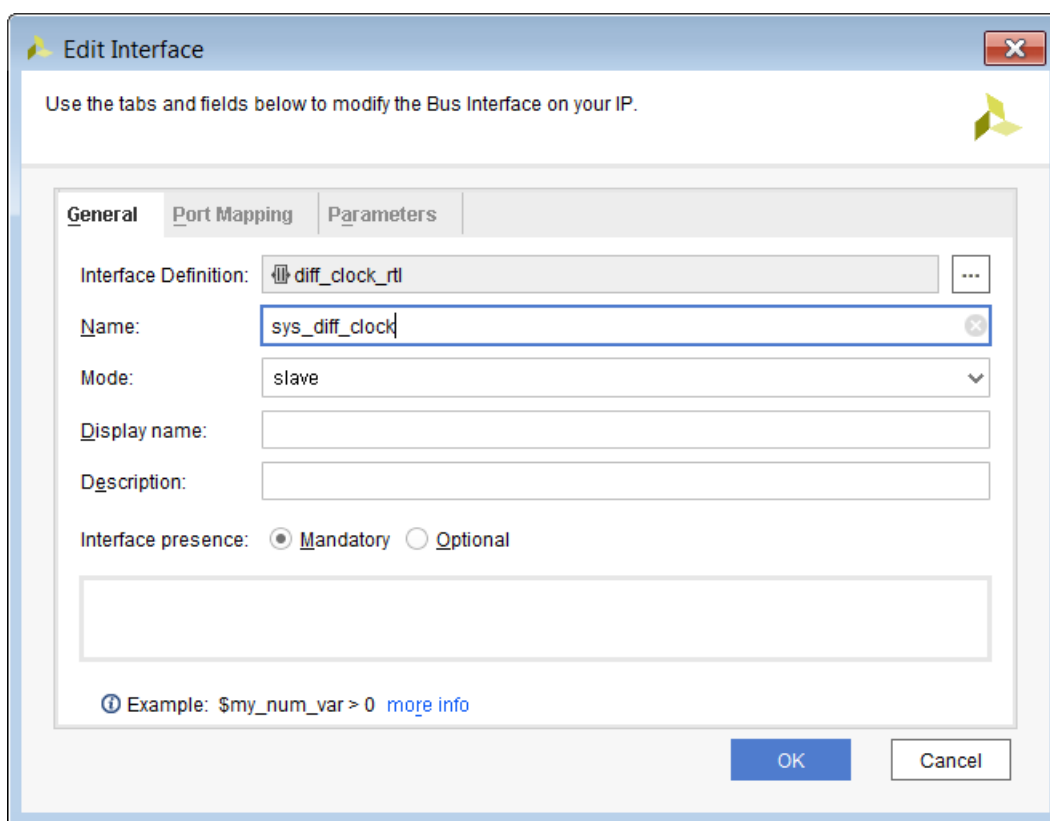 Edit Interface
Use the tabs and fields below to modify the Bus Interface on your IP.
General Port Mapping Parameters
Interface Definition: diff_clock_rtl ...
Name: sys_diff_clock
Mode: slave
Display name:
Description:
Interface presence: Mandatory Optional
Example: $my_num_var > 0 more info
OK Cancel